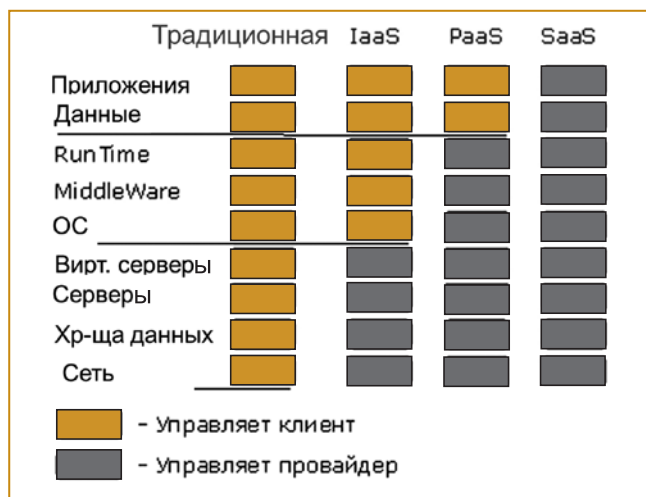 Традиционная IaaS PaaS SaaS
Приложения
Данные
RunTime
MiddleWare
ОС
Вирт. серверы
Серверы
Хр-ща данных
Сеть
- Управляет клиент
- Управляет провайдер